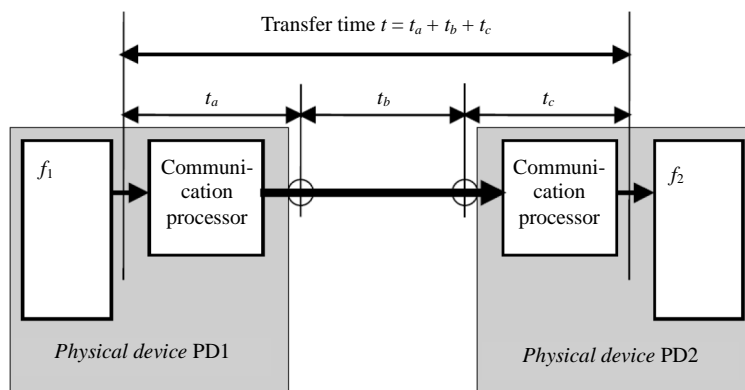 Transfer time t = ta + tb + tc
ta
tb
tc
f1
Communi-
cation
processor
Communi-
cation
processor
f2
Physical device PD1
Physical device PD2